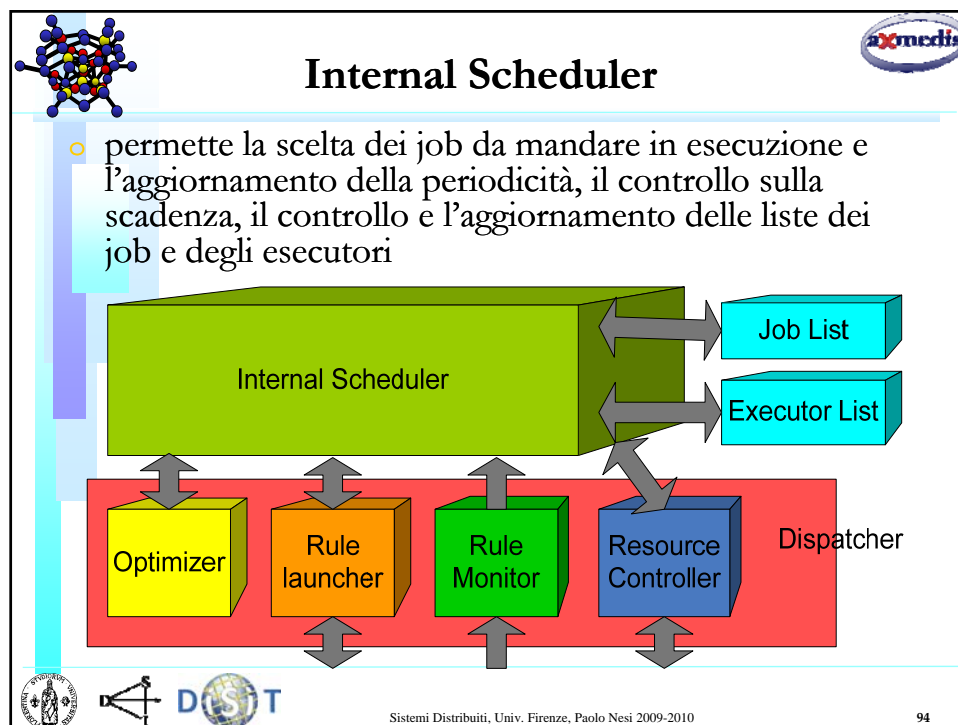 Internal Scheduler
axmedis
permette la scelta dei job da mandare in esecuzione e
l'aggiornamento della periodicità, il controllo sulla
scadenza, il controllo e l'aggiornamento delle liste dei
job e degli esecutori
Internal Scheduler
Job List
Executor List
Optimizer
Rule
launcher
Rule
Monitor
Resource
Controller
Dispatcher
DISIT
Sistemi Distribuiti, Univ. Firenze, Paolo Nesi 2009-2010
94